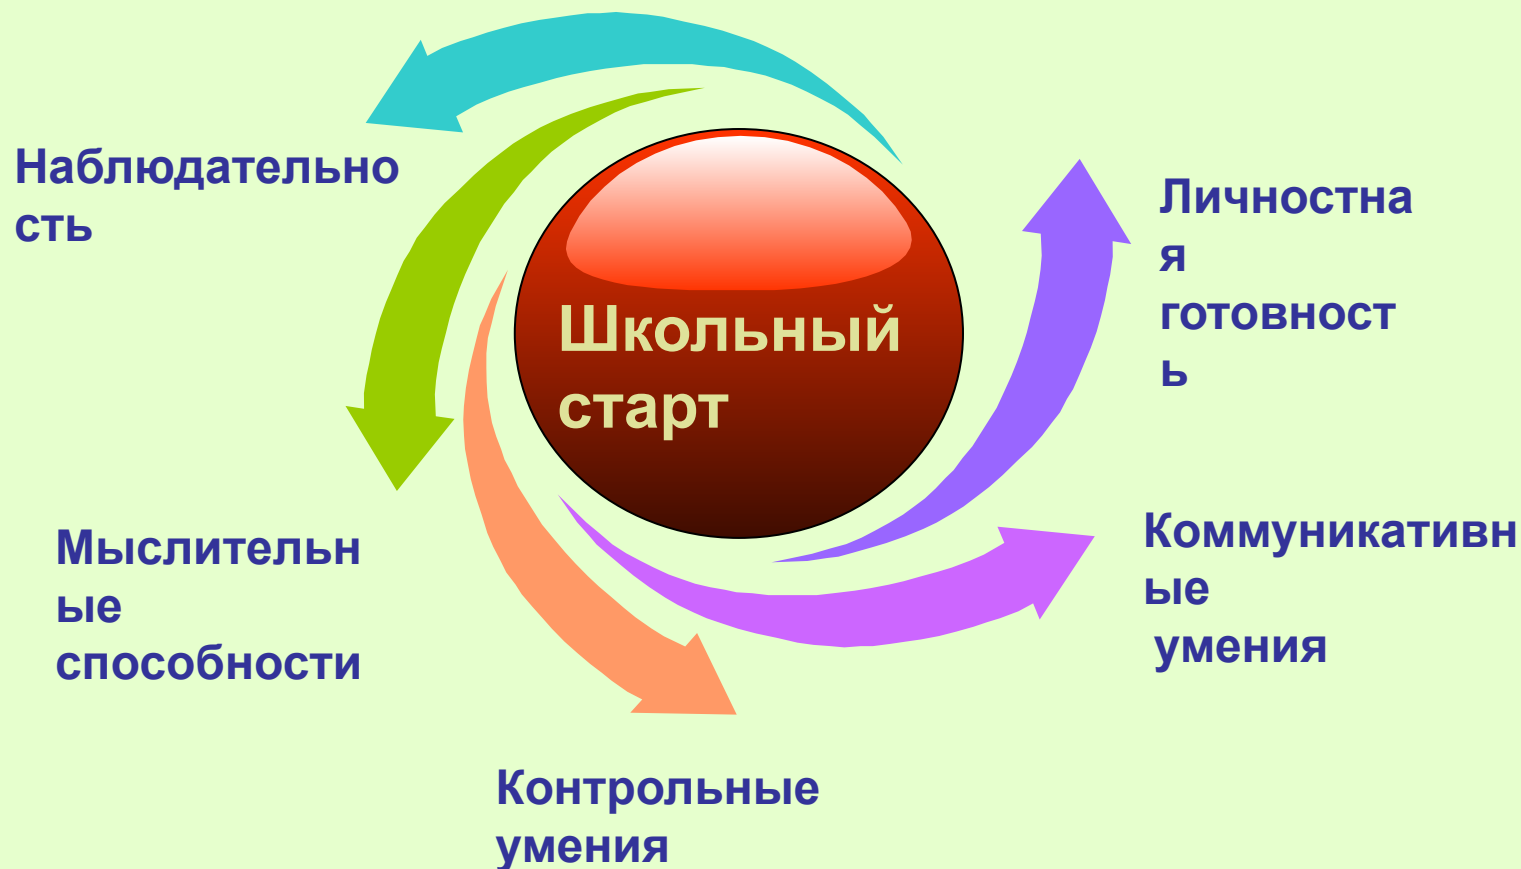 Наблюдательно
сть
Личностна
я
готовност
ь
Школьный
старт
Мыслительн
ые
способности
Коммуникативн
ые
умения
Контрольные
умения